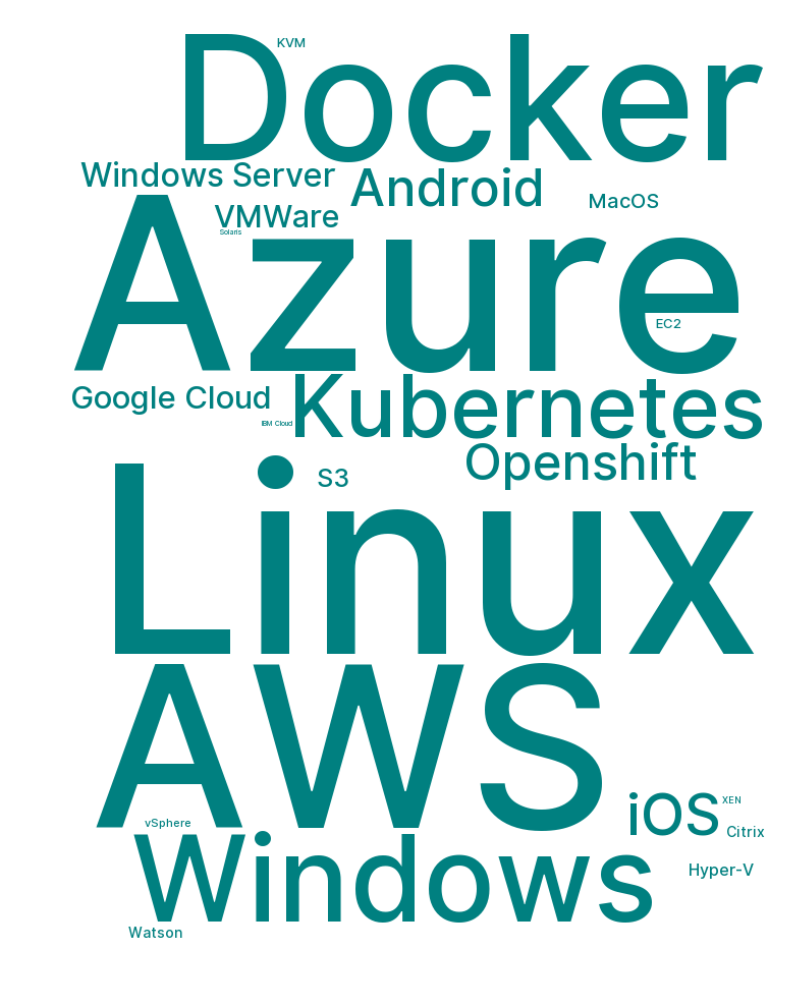 KVM
Docker
Windows Server
Android
MacOS
VMWare
Solaris
Azure
EC2
Google Cloud
Kubernetes
IBM Cloud
Openshift
S3
Linux
AWS
iOS
XEN
vSphere
Citrix
Windows
Hyper-V
Watson